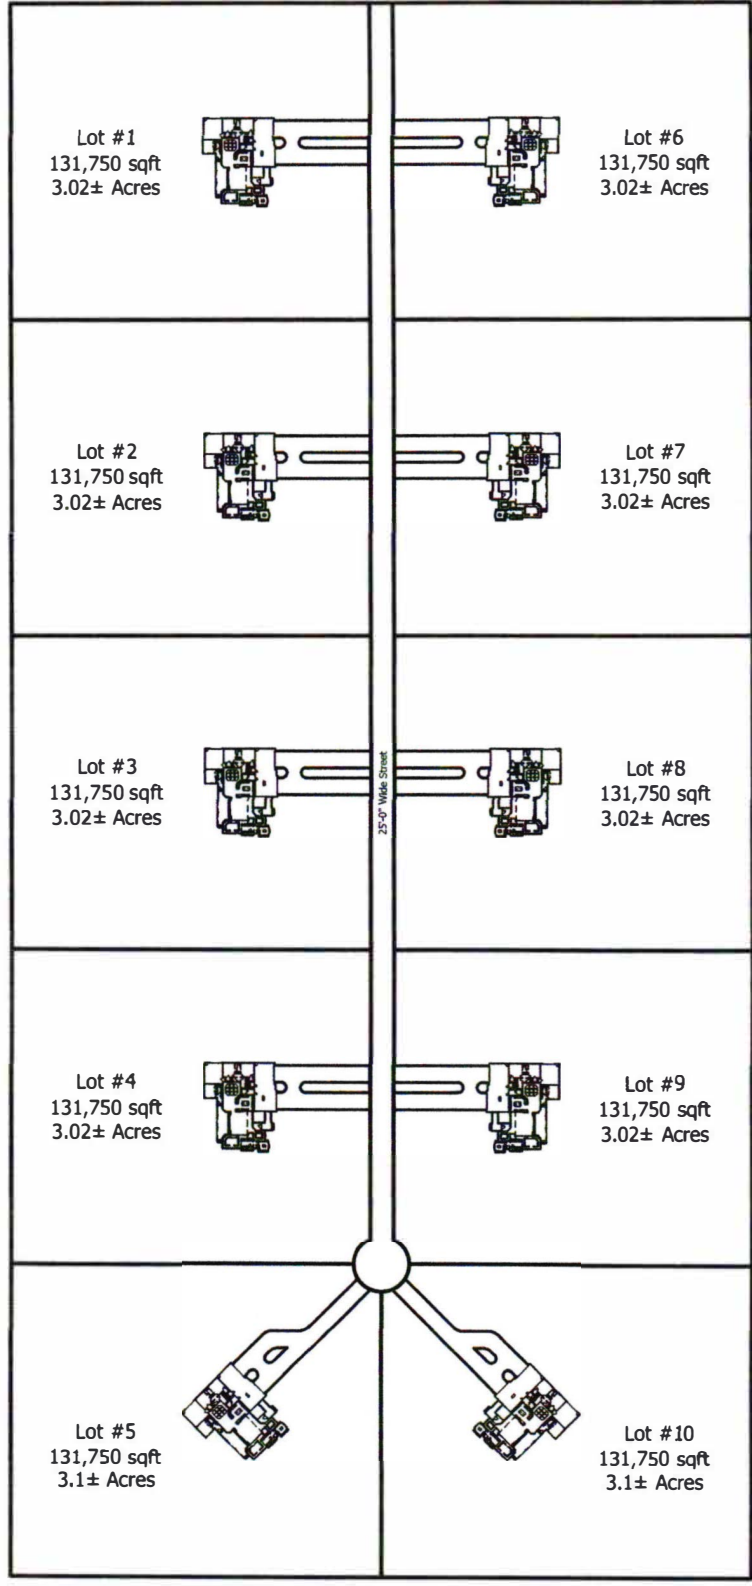 Lot #1
131,750 sqft
3.02± Acres
Lot #6
131,750 sqft
3.02± Acres
Lot #2
131,750 sqft
3.02± Acres
Lot #7
131,750 sqft
3.02± Acres
Lot #3
131,750 sqft
3.02± Acres
25'-0" Wide Street
Lot #8
131,750 sqft
3.02± Acres
Lot #4
131,750 sqft
3.02± Acres
Lot #9
131,750 sqft
3.02± Acres
Lot #5
131,750 sqft
3.1± Acres
Lot #10
131,750 sqft
3.1± Acres